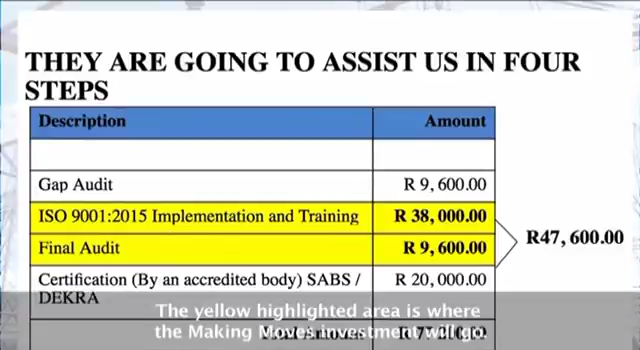 THEY ARE GOING TO ASSIST US IN FOUR
STEPS
Description Amount
Gap Audit R 9, 600.00
ISO 9001:2015 Implementation and Training R 38, 000.00
Final Audit R 9, 600.00
R47, 600.00
Certification (By an accredited body) SABS / R 20, 000.00
DEKRA
The yellow highlighted area is where
the Making Moves investment will go.